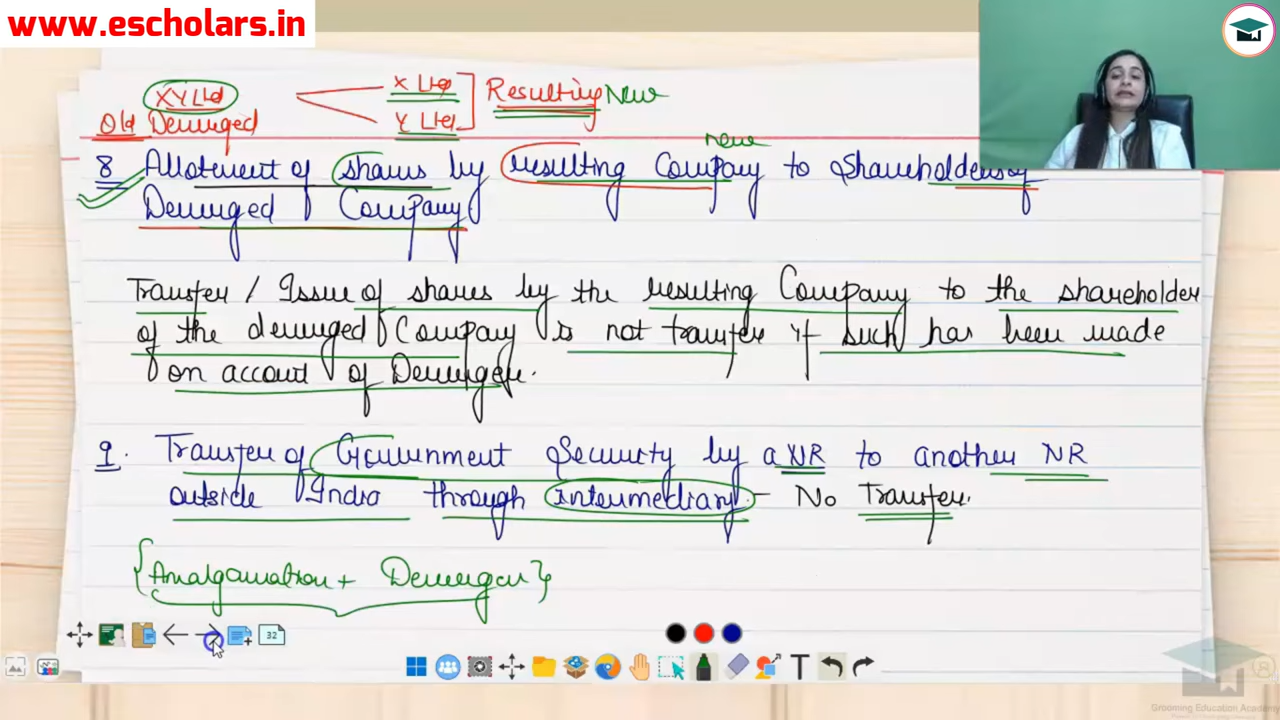 www.escholars.in
XY Ltd
X Ltd
Resulting New
Old Demerged
Y Ltd
New
8 Allotment of shares by resulting Company to Shareholders of
Demerged Company.
Transfer / Issue of shares by the resulting Company to the shareholder
of the demerged Company is not transfer if such has been made
on account of Demerger.
9. Transfer of Government Security by a NR to another NR
outside India through intermediary - No Transfer.
{Amalgamation + Demerger}
32
T
Grooming Education Academy